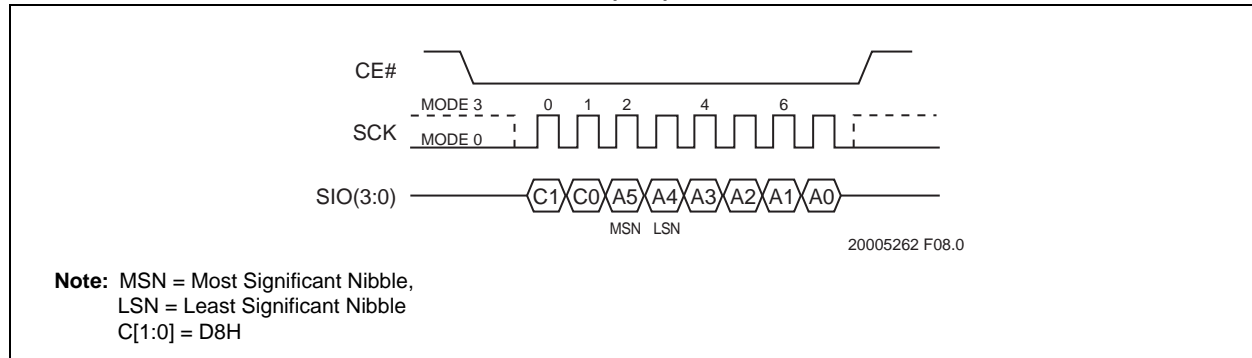 CE#
MODE 3
0 1 2 4 6
SCK
MODE 0
SIO(3:0)
C1 C0 A5 A4 A3 A2 A1 A0
MSN LSN
20005262 F08.0
Note: MSN = Most Significant Nibble,
LSN = Least Significant Nibble
C[1:0] = D8H